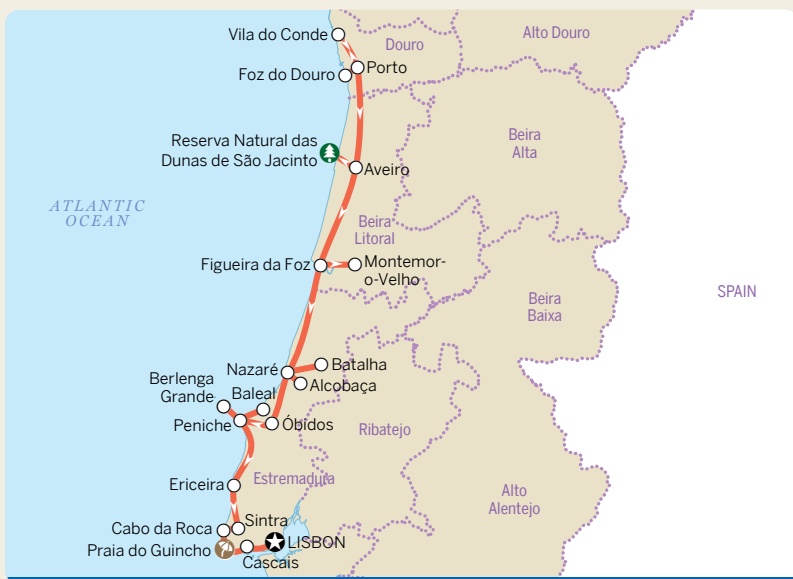 Vila do Conde
Douro
Alto Douro
Foz do Douro
Porto
Reserva Natural das
Dunas de São Jacinto
Aveiro
Beira
Alta
ATLANTIC
OCEAN
Beira
Litoral
Figueira da Foz
Montemor-
o-Velho
SPAIN
Beira
Baixa
Nazaré
Batalha
Alcobaça
Berlenga
Grande
Baleal
Peniche
Óbidos
Ribatejo
Ericeira
Estremadura
Alto
Alentejo
Cabo da Roca
Sintra
Praia do Guincho
LISBON
Cascais